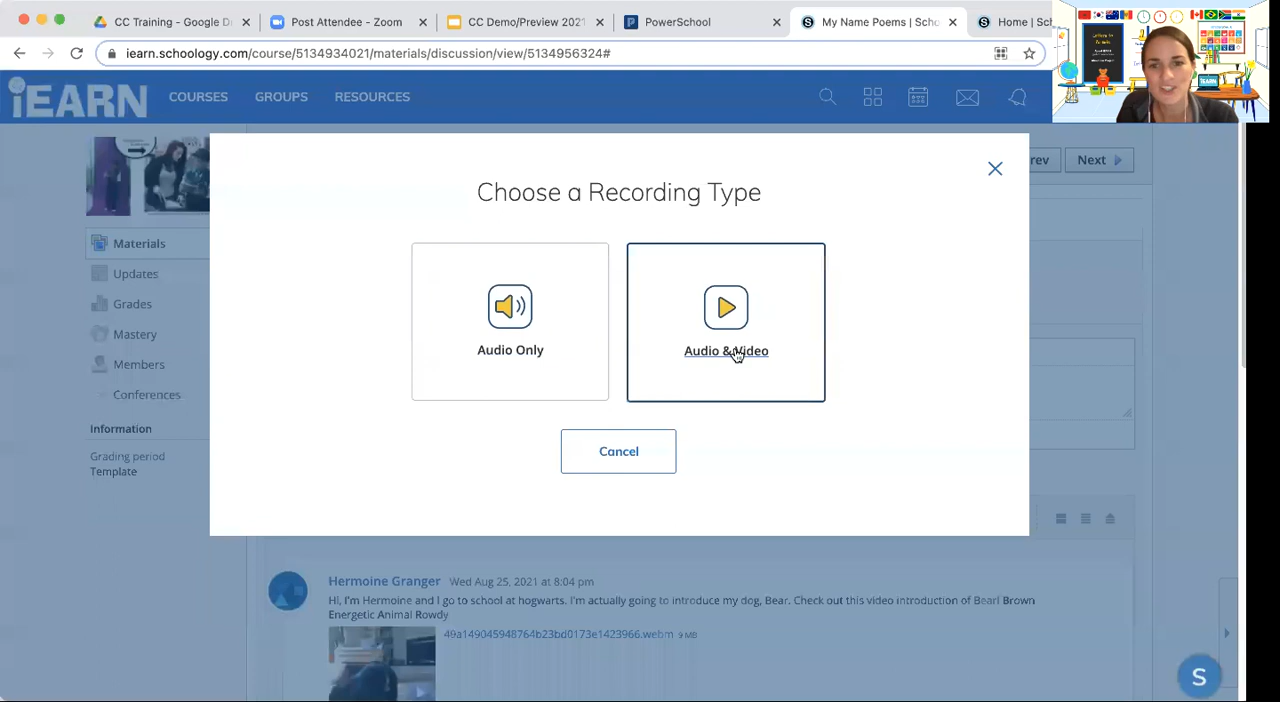 CC Training - Google Di
Post Attendee - Zo
CC Demo/Preview 2021
PowerSchool
My Name Poems | Scho
Home | Sch
iearn.schoology.com/course/5134934021/materials/discussion/view/5134956324#
iEARN
COURSES
GROUPS
RESOURCES
rev
Next
Choose a Recording Type
Audio Only
Audio & Video
Cancel
Materials
Updates
Grades
Mastery
Members
Conferences
Information
Grading period
Template
Hermoine Granger Wed Aug 25, 2021 at 8:04 pm
Hi, I'm Hermoine and I go to school at hogwarts. I'm actually going to introduce my dog, Bear. Check out this video introduction of Bear! Brown
Energetic Animal Rowdy
49a149045948764b23bd0173e1423966.webm 9 MB
S